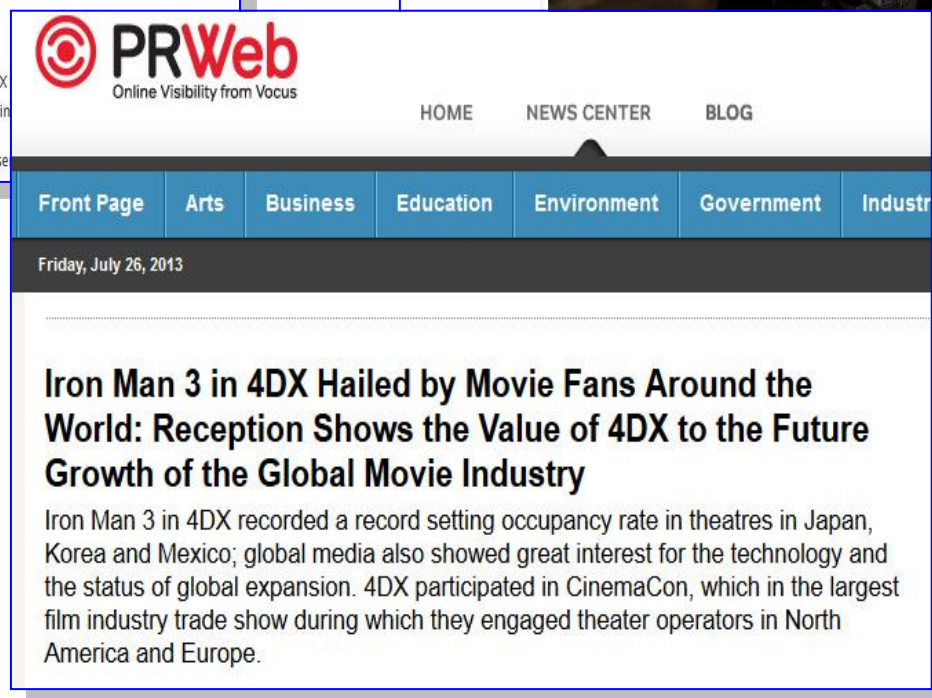 X
in
se
PRWeb
Online Visibility from Vocus
HOME NEWS CENTER BLOG
Front Page Arts Business Education Environment Government Industr
Friday, July 26, 2013
Iron Man 3 in 4DX Hailed by Movie Fans Around the
World: Reception Shows the Value of 4DX to the Future
Growth of the Global Movie Industry
Iron Man 3 in 4DX recorded a record setting occupancy rate in theatres in Japan,
Korea and Mexico; global media also showed great interest for the technology and
the status of global expansion. 4DX participated in CinemaCon, which in the largest
film industry trade show during which they engaged theater operators in North
America and Europe.